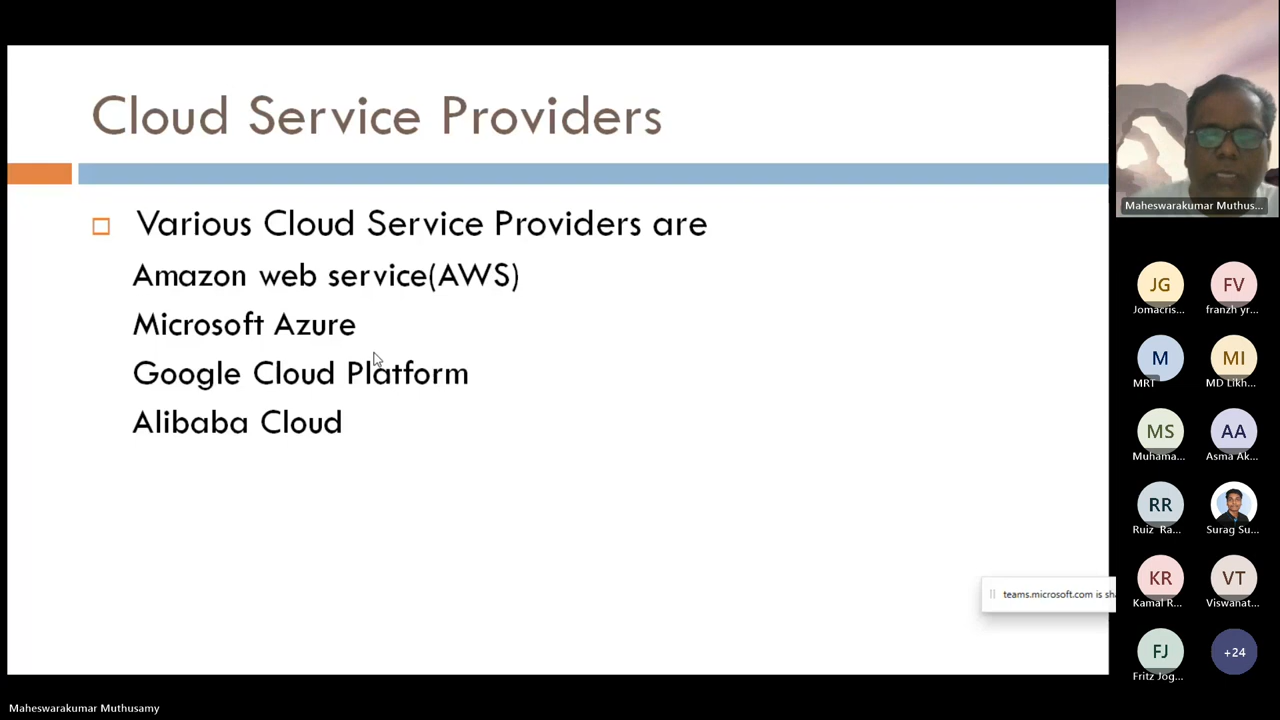 Cloud Service Providers
Various Cloud Service Providers are
Amazon web service(AWS)
Microsoft Azure
Google Cloud Platform
Alibaba Cloud
teams.microsoft.com is sh
Maheswarakumar Muthus...
JG
FV
Jomacris...
franzh yr...
M
MI
MRT
MD Likh...
MS
AA
Muhama...
Asma Ak...
RR
Ruiz Ra...
Surag Su...
KR
VT
Kamal R...
Viswanat...
FJ
+24
Fritz Jog...
Maheswarakumar Muthusamy